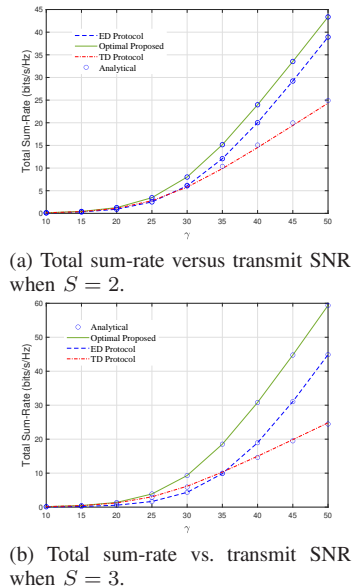 45
40
35
30
25
20
15
10
5
0
Total Sum-Rate (bits/s/Hz)
ED Protocol
Optimal Proposed
TD Protocol
Analytical
10 15 20 25 30 35 40 45 50
γ
(a) Total sum-rate versus transmit SNR
when S = 2.
60
50
40
30
20
10
0
Total Sum-Rate (bits/s/Hz)
Analytical
Optimal Proposed
ED Protocol
TD Protocol
10 15 20 25 30 35 40 45 50
γ
(b) Total sum-rate vs. transmit SNR
when S = 3.